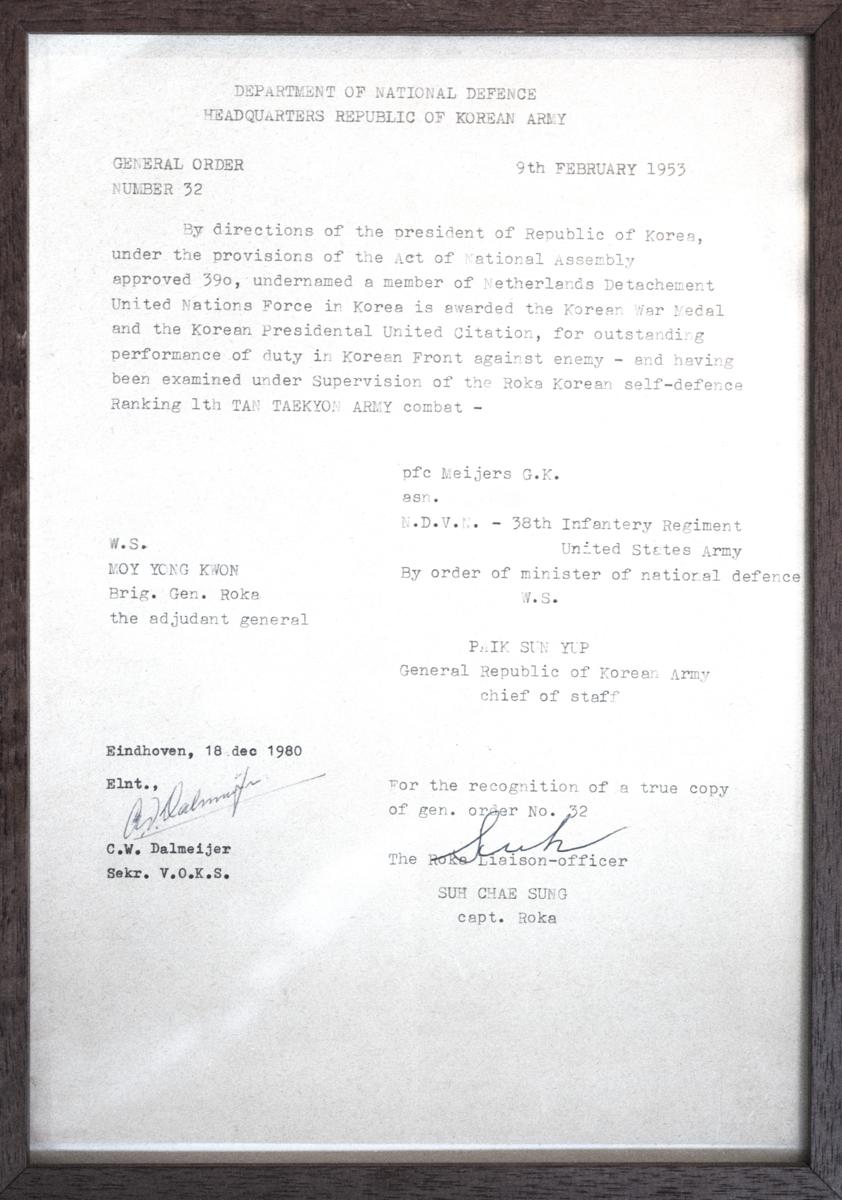 DEPARTMENT OF NATIONAL DEFENCE
HEADQUARTERS REPUBLIC OF KOREAN ARMY
GENERAL ORDER
NUMBER 32
9th FEBRUARY 1953
By directions of the president of Republic of Korea,
under the provisions of the Act of National Assembly
approved 39o, undernamed a member of Netherlands Detachement
United Nations Force in Korea is awarded the Korean War Medal
and the Korean Presidental United Citation, for outstanding
performance of duty in Korean Front against enemy - and having
been examined under Supervision of the Roka Korean self-defence
Ranking 1th TAN TAEKYON ARMY combat -
pfc Meijers G.K.
asn.
N.D.V.N. - 38th Infantery Regiment
United States Army
By order of minister of national defence
W.S.
W.S.
MOY YONG KWON
Brig. Gen. Roka
the adjudant general
PAIK SUN YUP
General Republic of Korean Army
chief of staff
Eindhoven, 18 dec 1980
Elnt.,
C.W. Dalmeijer
C.W. Dalmeijer
Sekr. V.O.K.S.
For the recognition of a true copy
of gen. order No. 32
Suh
The Roka Liaison-officer
SUH CHAE SUNG
capt. Roka